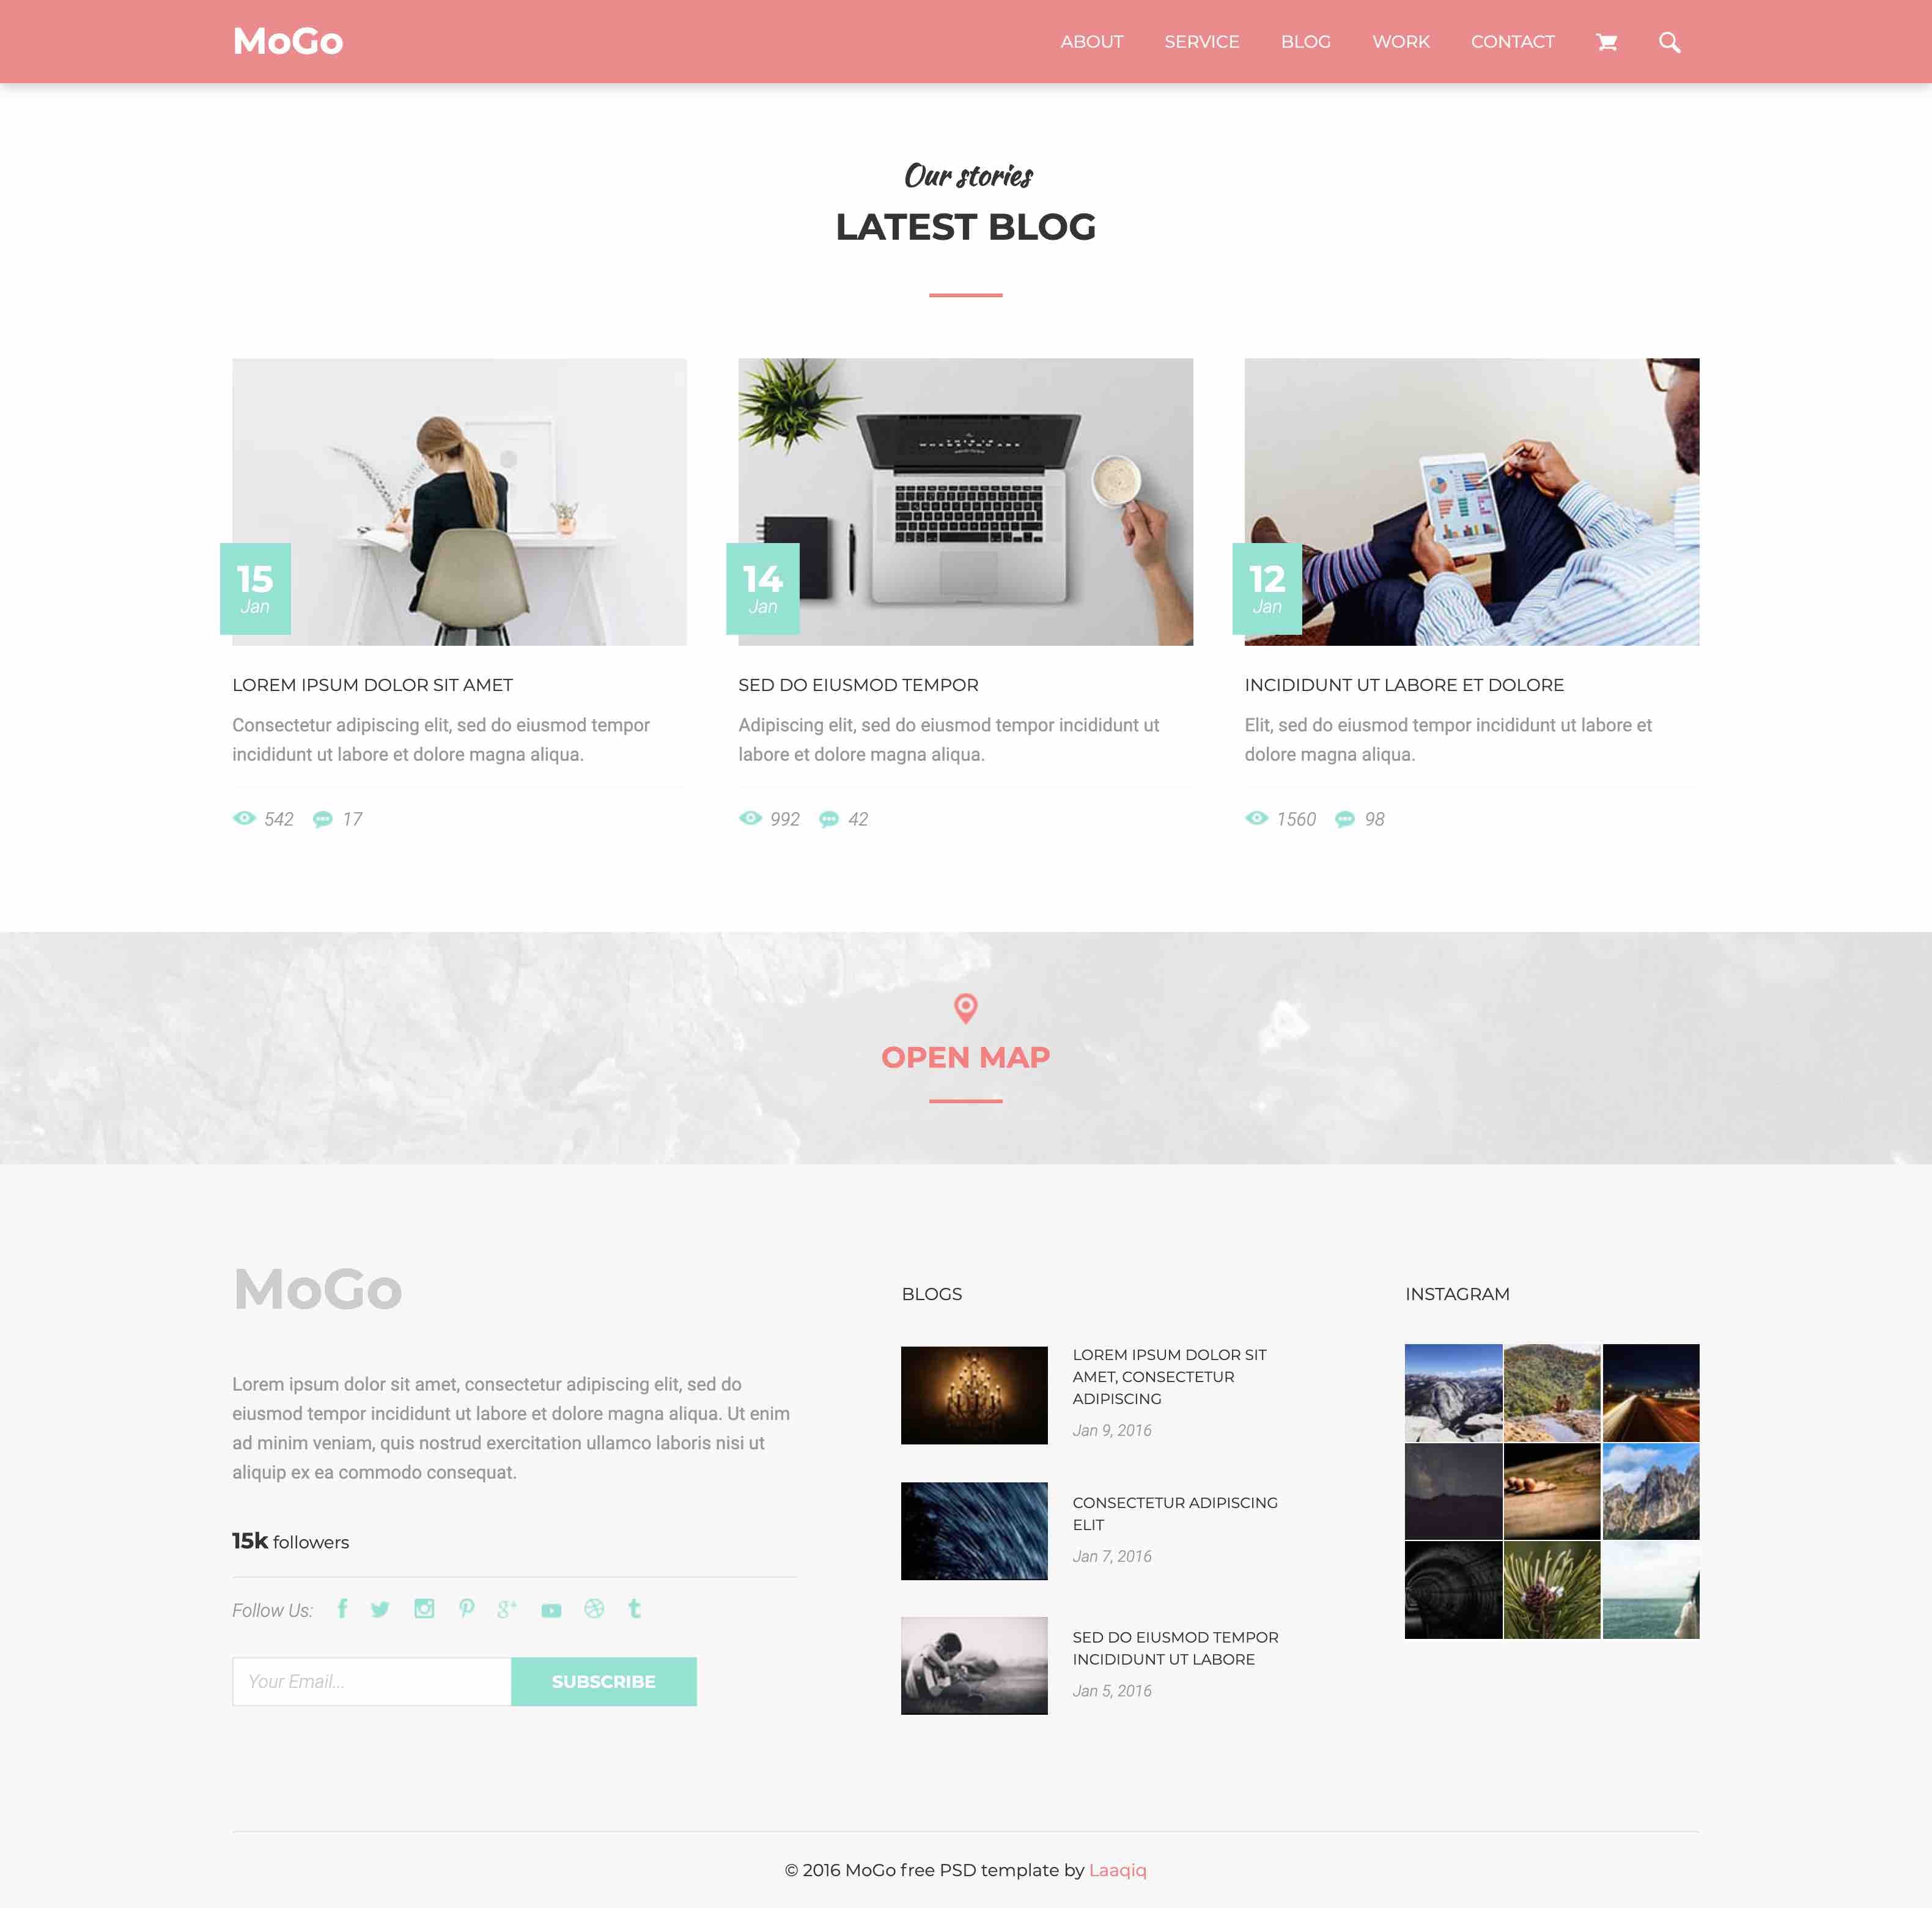 MoGo
ABOUT SERVICE BLOG WORK CONTACT
Our stories
LATEST BLOG
15
Jan
LOREM IPSUM DOLOR SIT AMET
Consectetur adipiscing elit, sed do eiusmod tempor
incididunt ut labore et dolore magna aliqua.
542 17
14
Jan
SED DO EIUSMOD TEMPOR
Adipiscing elit, sed do eiusmod tempor incididunt ut
labore et dolore magna aliqua.
992 42
12
Jan
INCIDIDUNT UT LABORE ET DOLORE
Elit, sed do eiusmod tempor incididunt ut labore et
dolore magna aliqua.
1560 98
OPEN MAP
MoGo
Lorem ipsum dolor sit amet, consectetur adipiscing elit, sed do
eiusmod tempor incididunt ut labore et dolore magna aliqua. Ut enim
ad minim veniam, quis nostrud exercitation ullamco laboris nisi ut
aliquip ex ea commodo consequat.
15k followers
Follow Us:
Your Email...
SUBSCRIBE
BLOGS
LOREM IPSUM DOLOR SIT
AMET, CONSECTETUR
ADIPISCING
Jan 9, 2016
CONSECTETUR ADIPISCING
ELIT
Jan 7, 2016
SED DO EIUSMOD TEMPOR
INCIDIDUNT UT LABORE
Jan 5, 2016
INSTAGRAM
© 2016 MoGo free PSD template by Laaqiq